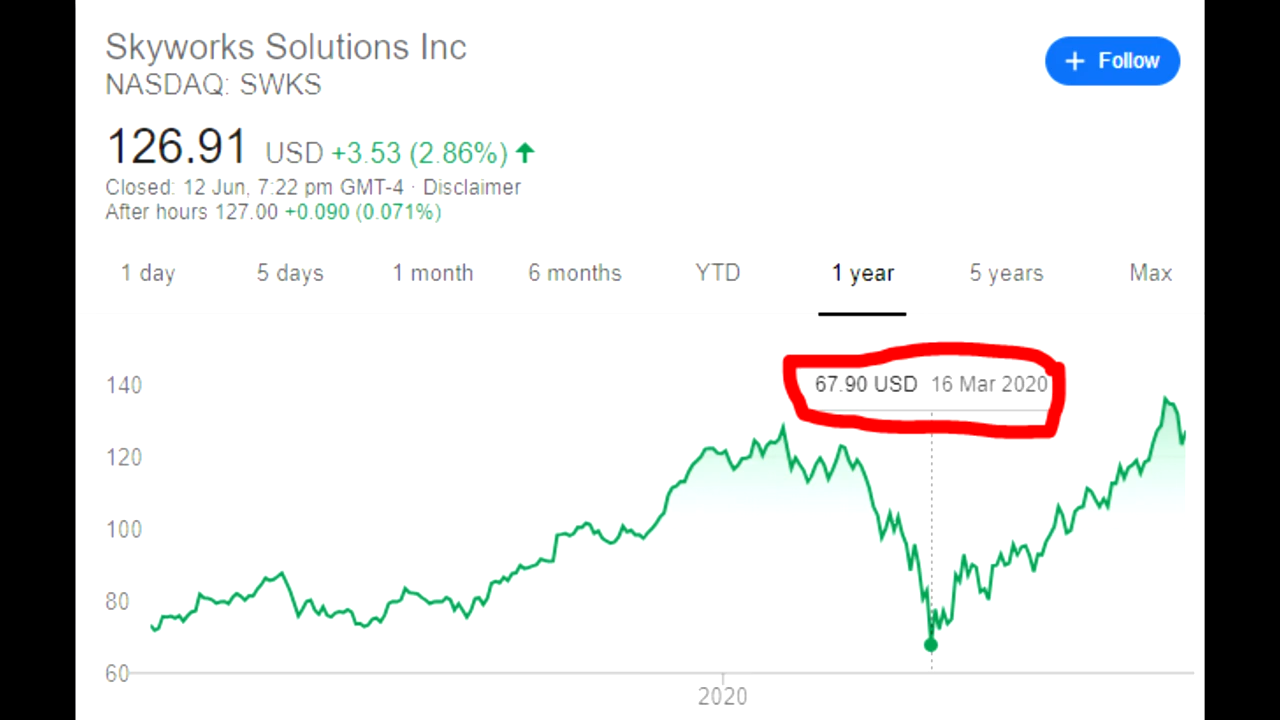 Skyworks Solutions Inc
+ Follow
NASDAQ: SWKS
126.91 USD +3.53 (2.86%) ↑
Closed: 12 Jun, 7:22 pm GMT-4 · Disclaimer
After hours 127.00 +0.090 (0.071%)
1 day 5 days 1 month 6 months YTD 1 year 5 years Max
67.90 USD 16 Mar 2020
140
120
100
80
60
2020